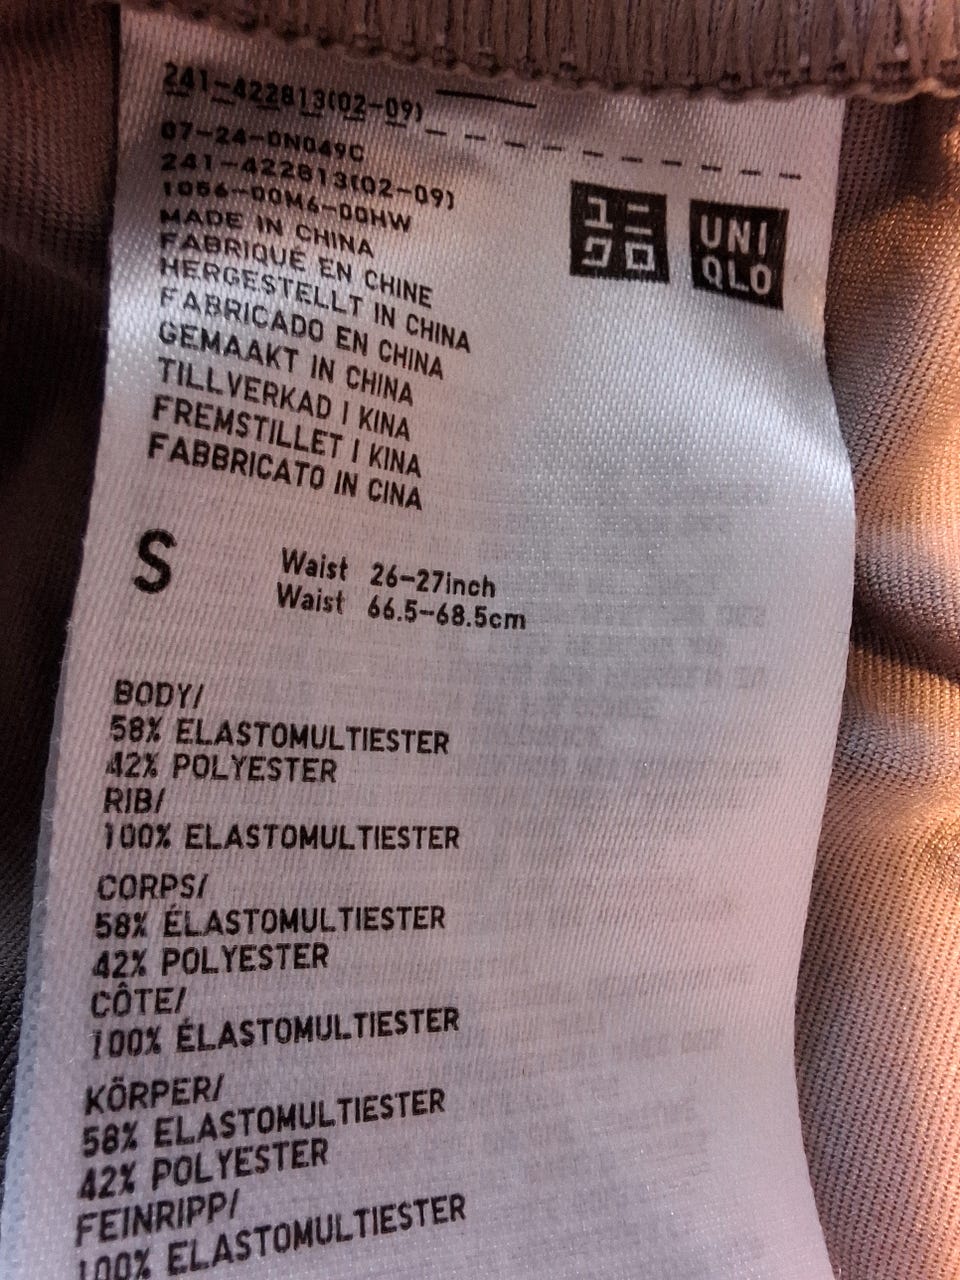 241-422813(02-09)
07-24-0N049C
241-422813(02-09)
1056-00M6-00HW
MADE IN CHINA
FABRIQUÉ EN CHINE
HERGESTELLT IN CHINA
FABRICADO EN CHINA
GEMAAKT IN CHINA
TILLVERKAD I KINA
FREMSTILLET I KINA
FABBRICATO IN CINA
ユニ
クロ
UNI
QLO
S
Waist 26-27inch
Waist 66.5-68.5cm
BODY/
58% ELASTOMULTIESTER
42% POLYESTER
RIB/
100% ELASTOMULTIESTER
CORPS/
58% ÉLASTOMULTIESTER
42% POLYESTER
CÔTE/
100% ÉLASTOMULTIESTER
KÖRPER/
58% ELASTOMULTIESTER
42% POLYESTER
FEINRIPP/
100% ELASTOMULTIESTER